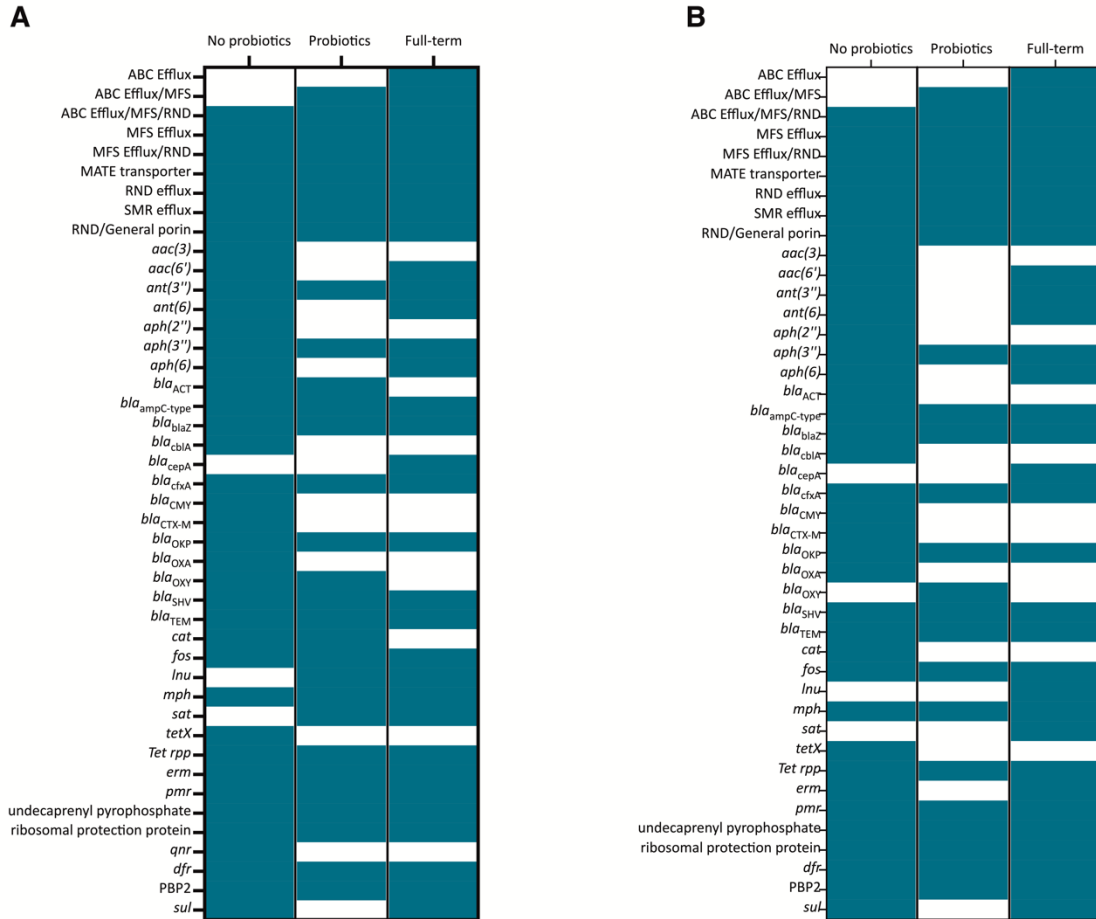 A
No probiotics Probiotics Full-term
ABC Efflux
ABC Efflux/MFS
ABC Efflux/MFS/RND
MFS Efflux
MFS Efflux/RND
MATE transporter
RND efflux
SMR efflux
RND/General porin
aac(3)
aac(6')
ant(3'')
ant(6)
aph(2'')
aph(3'')
aph(6)
blaACT
blaampC-type
blablaZ
blacblA
blacepA
blacfxA
blaCMY
blaCTX-M
blaOKP
blaOXA
blaOXY
blaSHV
blaTEM
cat
fos
lnu
mph
sat
tetX
Tet rpp
erm
pmr
undecaprenyl pyrophosphate
ribosomal protection protein
qnr
dfr
PBP2
sul
B
No probiotics Probiotics Full-term
ABC Efflux
ABC Efflux/MFS
ABC Efflux/MFS/RND
MFS Efflux
MFS Efflux/RND
MATE transporter
RND efflux
SMR efflux
RND/General porin
aac(3)
aac(6')
ant(3'')
ant(6)
aph(2'')
aph(3'')
aph(6)
blaACT
blaampC-type
blablaZ
blacblA
blacepA
blacfxA
blaCMY
blaCTX-M
blaOKP
blaOXA
blaOXY
blaSHV
blaTEM
cat
fos
lnu
mph
sat
tetX
Tet rpp
erm
pmr
undecaprenyl pyrophosphate
ribosomal protection protein
dfr
PBP2
sul